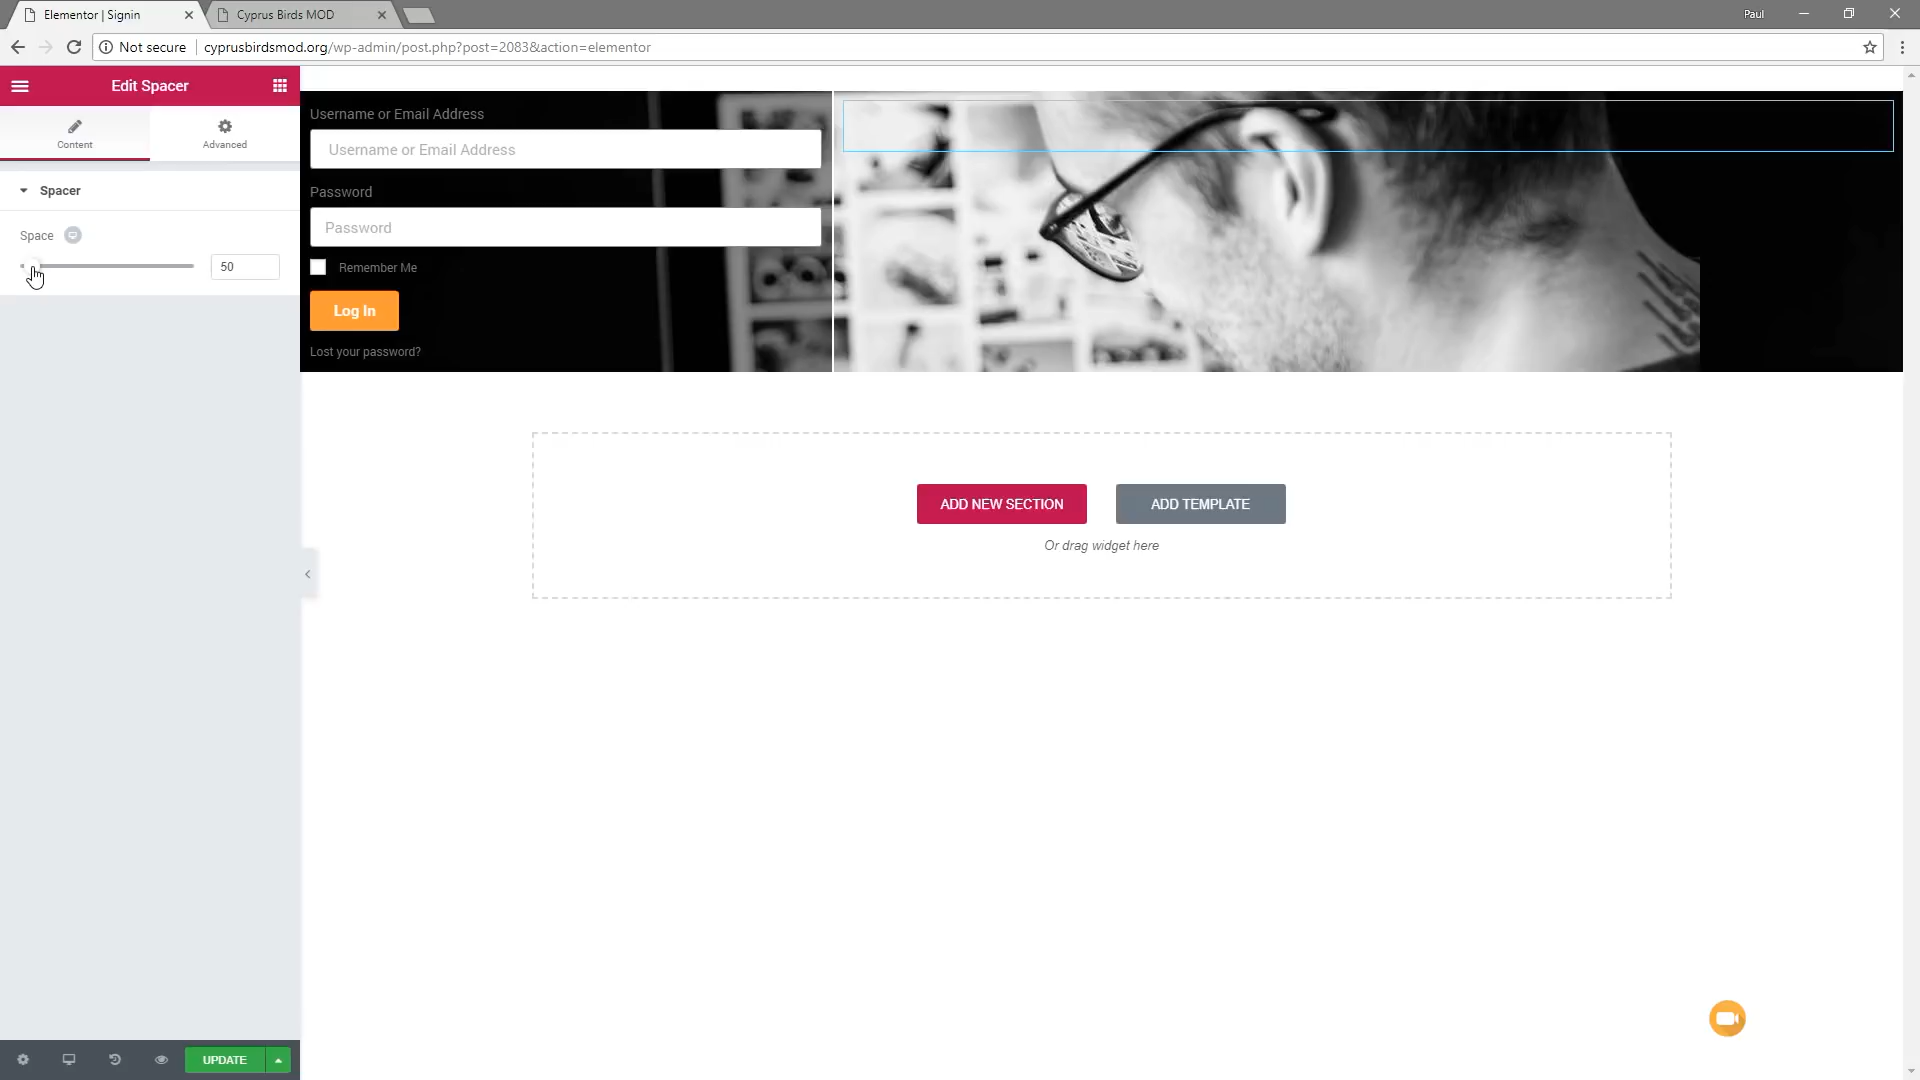 Elementor | Signin
Cyprus Birds MOD
Paul
Not secure
cyprusbirdsmod.org/wp-admin/post.php?post=2083&action=elementor
Edit Spacer
Content
Advanced
Spacer
Space
50
Username or Email Address
Username or Email Address
Password
Password
Remember Me
Log In
Lost your password?
ADD NEW SECTION
ADD TEMPLATE
Or drag widget here
UPDATE